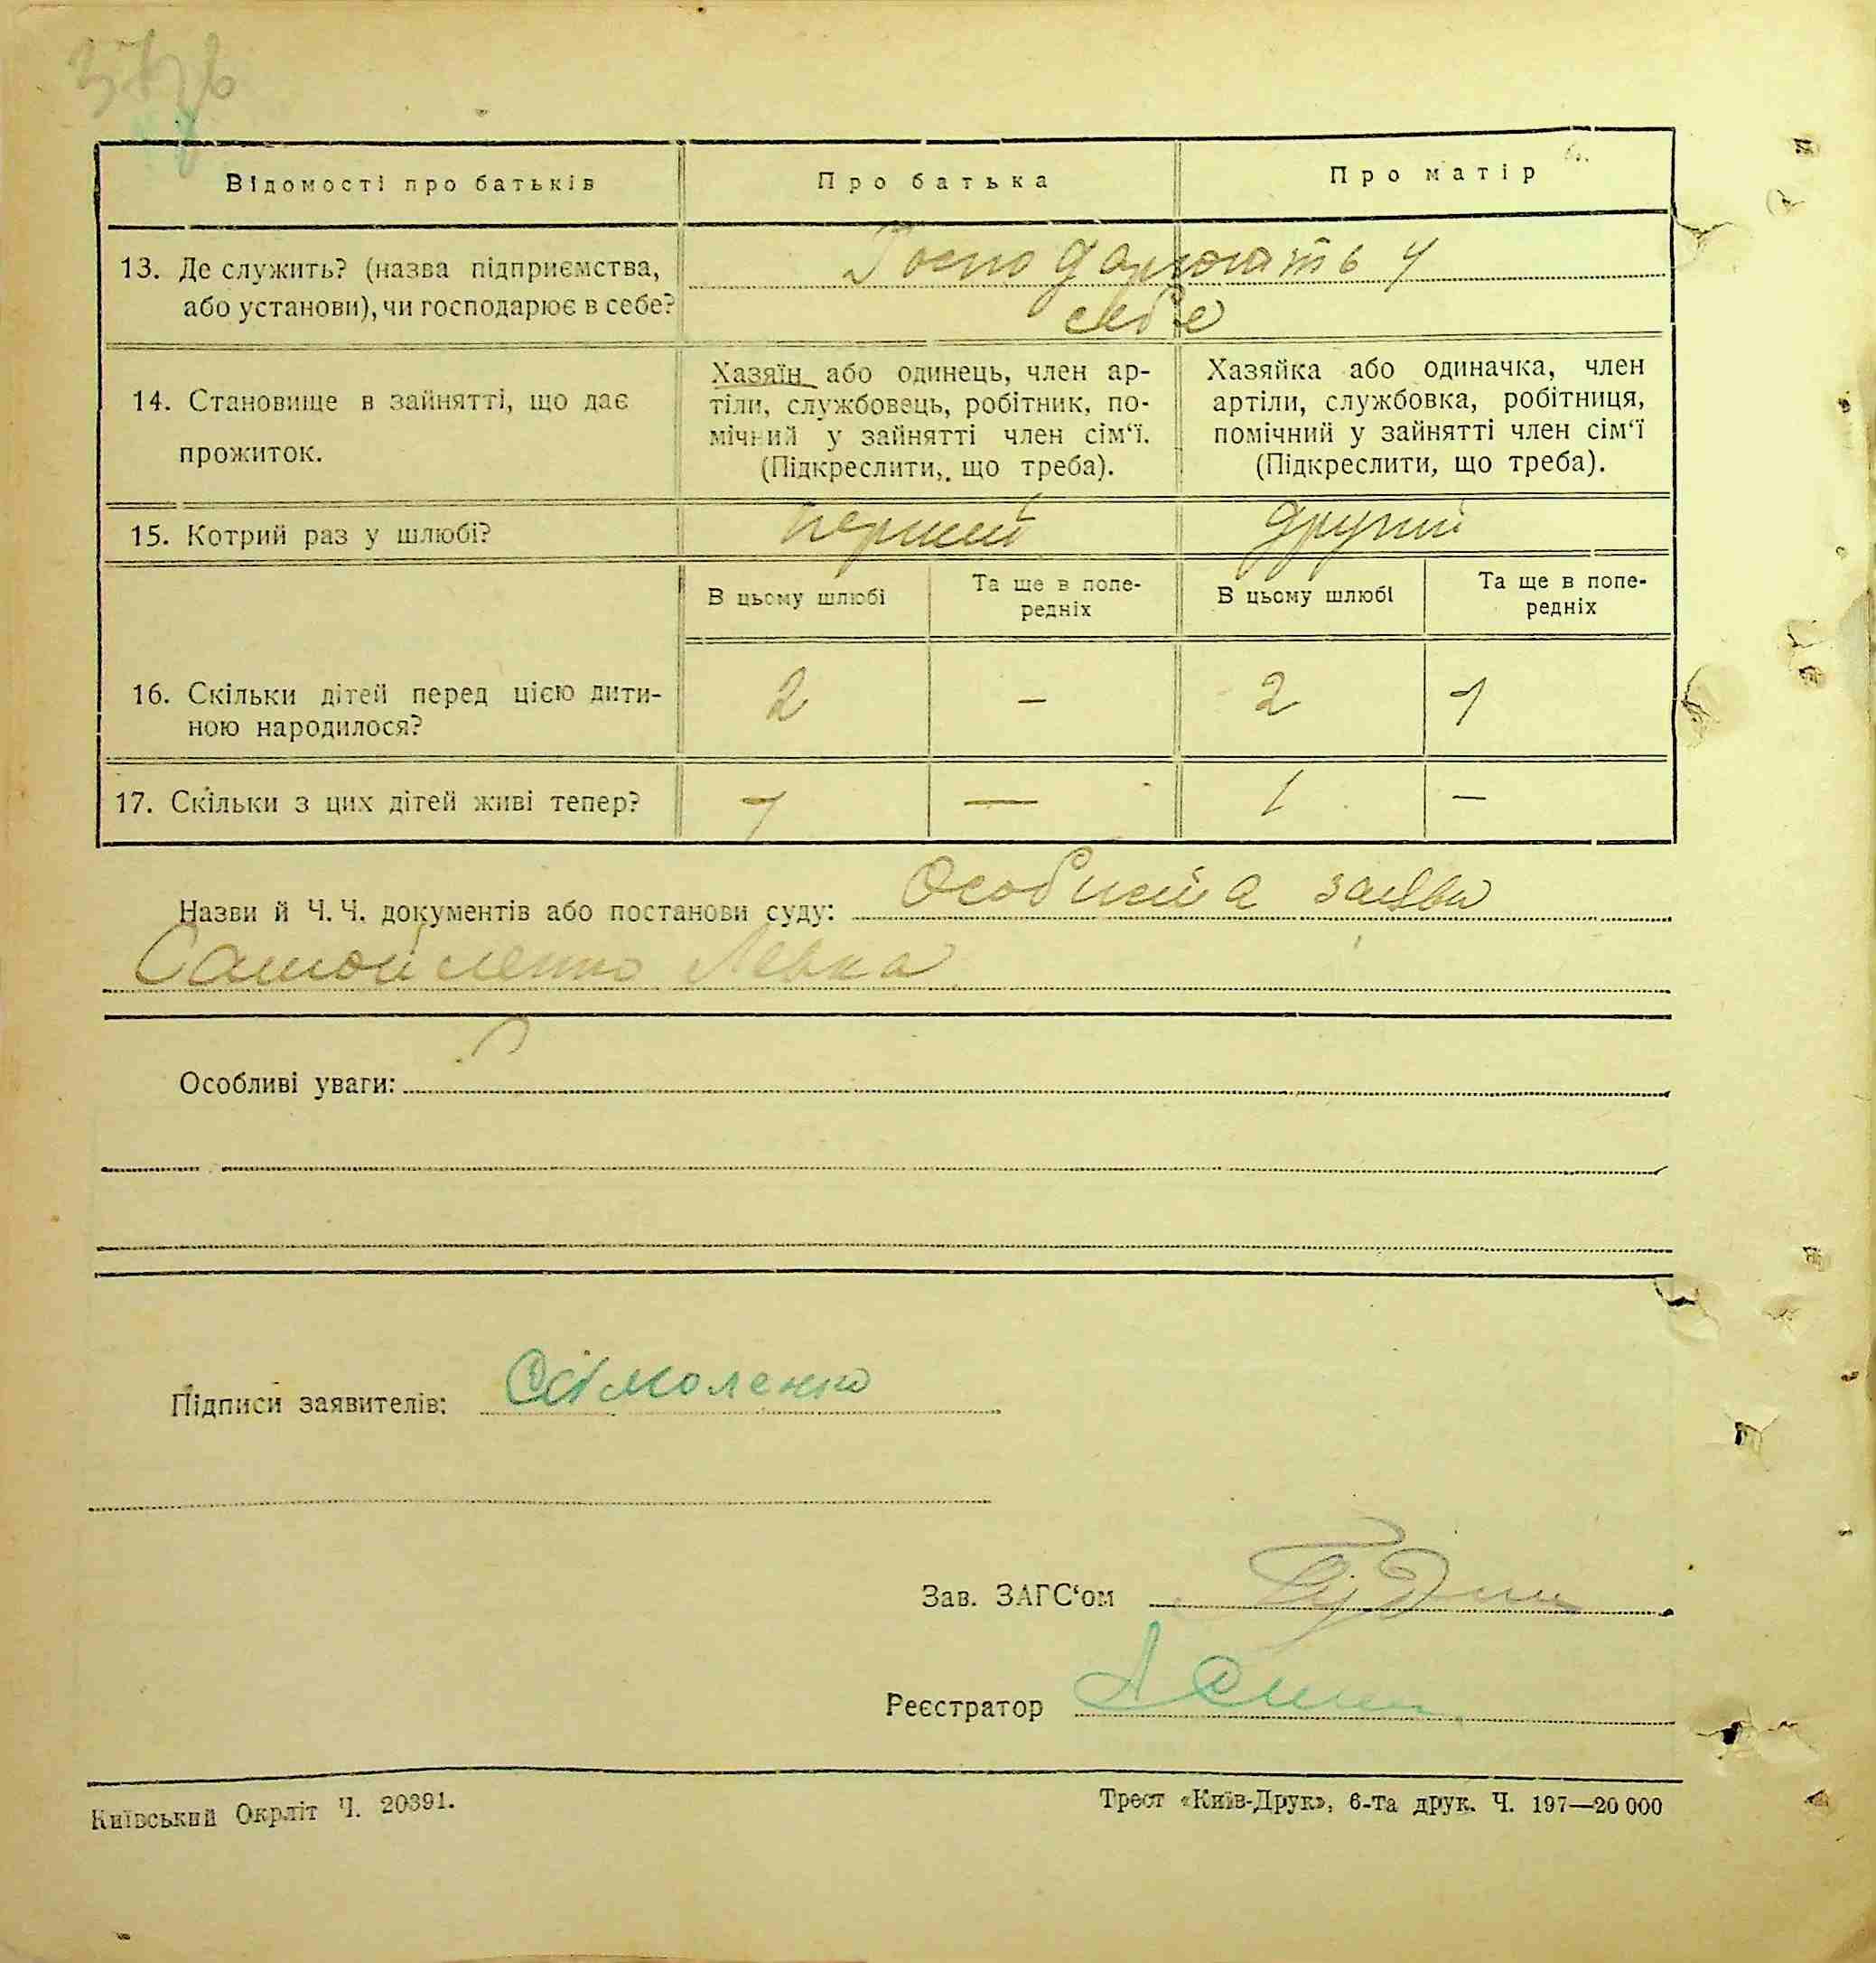 Відомості про батьків
Про батька
Про матір
13. Де служить? (назва підприємства,
або установи), чи господарює в себе?
Господарюють у
себе
14. Становище в зайнятті, що дає
прожиток.
Хазяїн або одинець, член ар-
тіли, службовець, робітник, по-
мічний у зайнятті член сім‘ї.
(Підкреслити, що треба).
Хазяйка або одиначка, член
артіли, службовка, робітниця,
помічний у зайнятті член сім‘ї
(Підкреслити, що треба).
15. Котрий раз у шлюбі?
перший
другий
В цьому шлюбі
Та ще в попе-
редніх
В цьому шлюбі
Та ще в попе-
редніх
16. Скільки дітей перед цією дити-
ною народилося?
2
–
2
1
17. Скільки з цих дітей живі тепер?
1
—
1
—
Назви й Ч. Ч. документів або постанови суду: Особиста заява
Самойленко Левка
Особливі уваги:
Підписи заявителів: Самоленко
Зав. ЗАГС‘ом
Реєстратор
Київський Окрліт Ч. 20391.
Трест «Київ-Друк», 6-та друк. Ч. 197—20 000